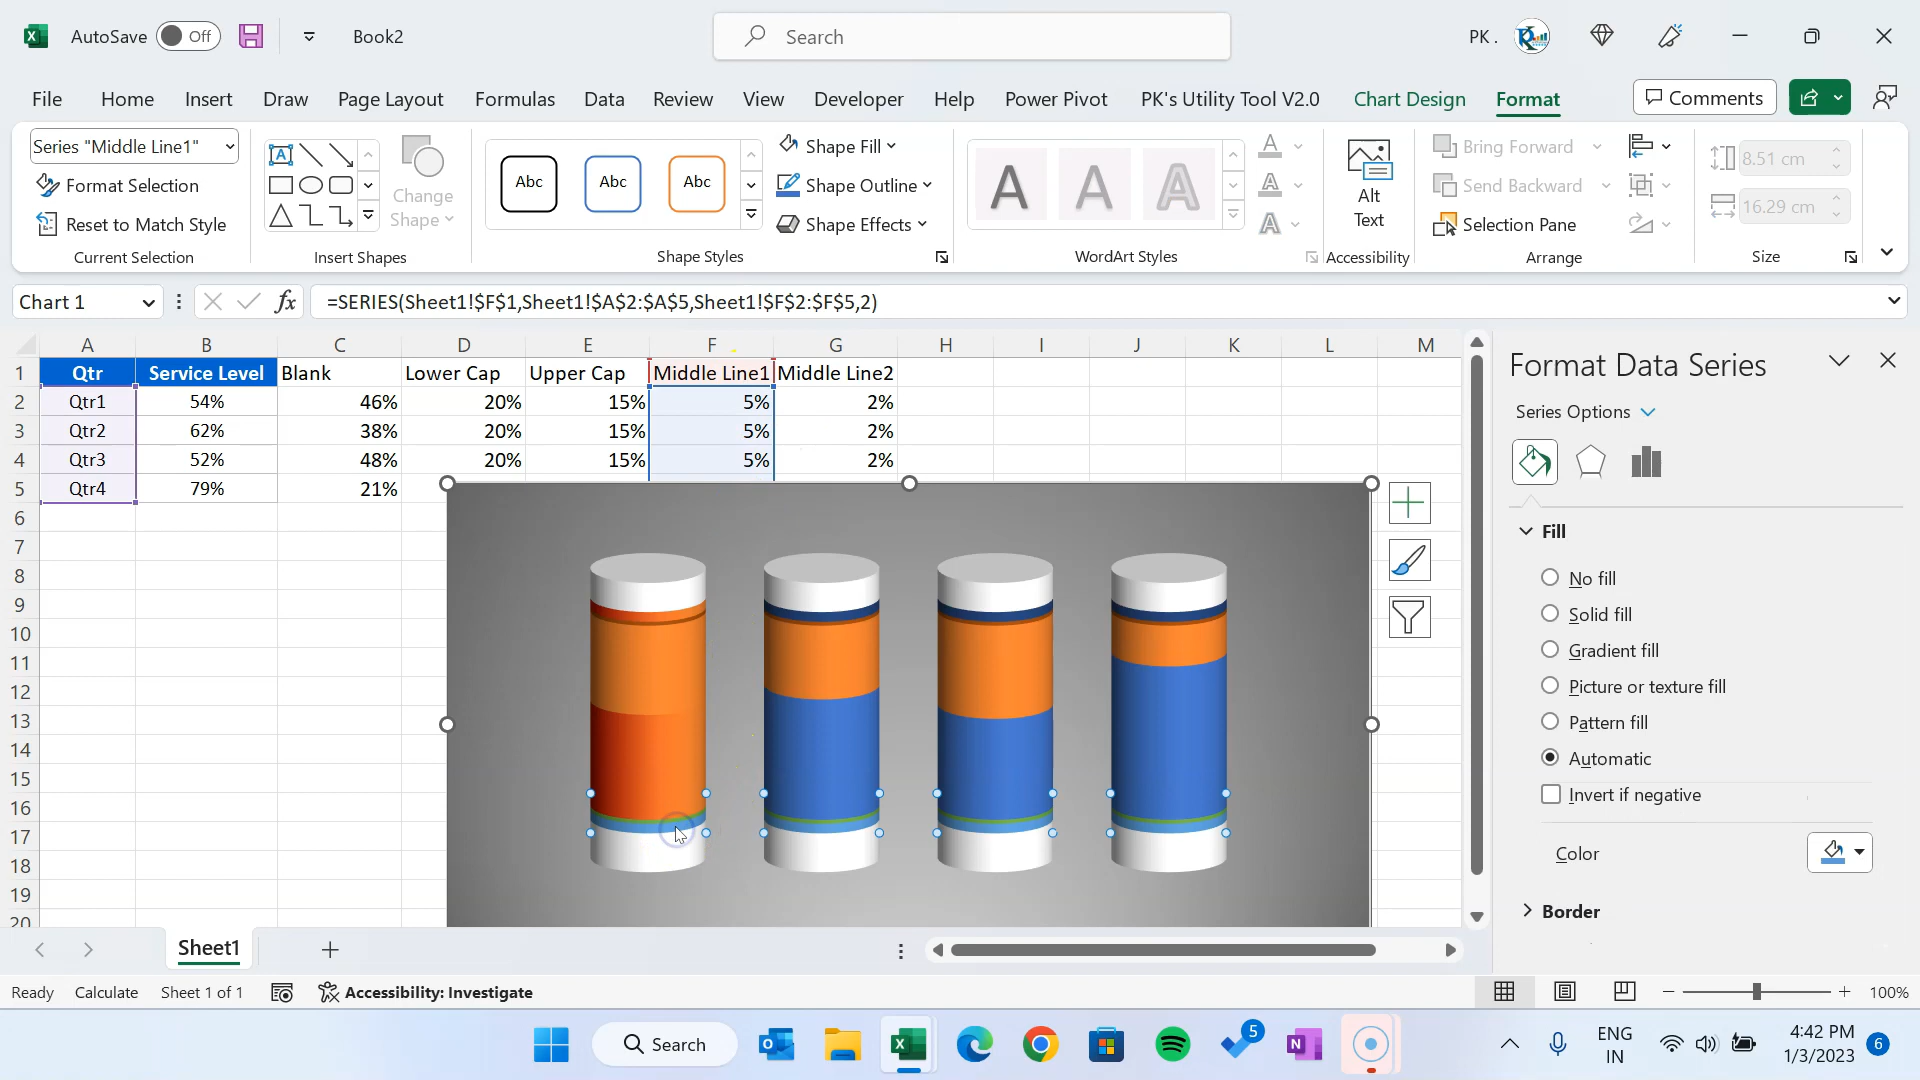 AutoSave Off Book2 Search PK .
File Home Insert Draw Page Layout Formulas Data Review View Developer Help Power Pivot PK's Utility Tool V2.0 Chart Design Format Comments
Series "Middle Line1"
Format Selection
Reset to Match Style
Current Selection
Change
Shape
Insert Shapes
Abc Abc Abc
Shape Fill
Shape Outline
Shape Effects
Shape Styles
A A A
WordArt Styles
Alt
Text
Accessibility
Bring Forward
Send Backward
Selection Pane
Arrange
8.51 cm
16.29 cm
Size
Chart 1 fx =SERIES(Sheet1!$F$1,Sheet1!$A$2:$A$5,Sheet1!$F$2:$F$5,2)
A B C D E F G H I J K L M
1 Qtr Service Level Blank Lower Cap Upper Cap Middle Line1 Middle Line2
2 Qtr1 54% 46% 20% 15% 5% 2%
3 Qtr2 62% 38% 20% 15% 5% 2%
4 Qtr3 52% 48% 20% 15% 5% 2%
5 Qtr4 79% 21%
6
7
8
9
10
11
12
13
14
15
16
17
18
19
20
Format Data Series
Series Options
Fill
No fill
Solid fill
Gradient fill
Picture or texture fill
Pattern fill
Automatic
Invert if negative
Color
Border
Sheet1
Ready Calculate Sheet 1 of 1 Accessibility: Investigate 100%
Search 5 ENG
IN
4:42 PM
1/3/2023
6